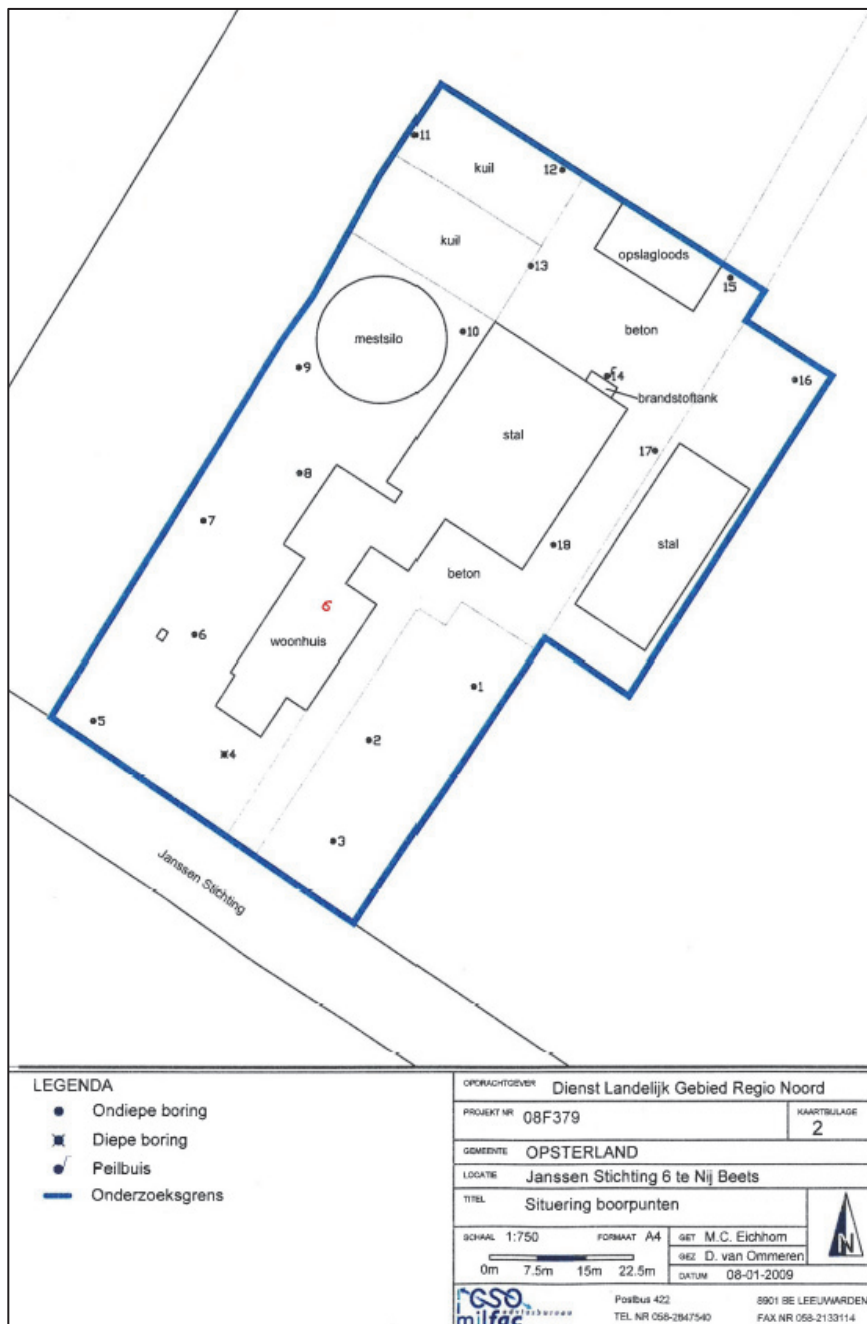 11
kuil
12
kuil
opslagloods
13
15
beton
10
mestsilo
9
14
16
brandstoftank
stal
17
8
7
18
stal
beton
6
6
woonhuis
1
2
5
4
3
Janssen Stichting
LEGENDA
Ondiepe boring
Diepe boring
Peilbuis
Onderzoeksgrens
OPDRACHTGEVER Dienst Landelijk Gebied Regio Noord
PROJEKT NR 08F379
KAARTBIJLAGE
2
GEMEENTE OPSTERLAND
LOCATIE Janssen Stichting 6 te Nij Beets
TITEL Situering boorpunten
N
SCHAAL 1:750 FORMAAT A4
GET M.C. Eichhorn
GEZ D. van Ommeren
DATUM 08-01-2009
0m 7.5m 15m 22.5m
CSO
adviesbureau
milfac
Postbus 422 8901 BE LEEUWARDEN
TEL NR 058-2847540 FAX NR 058-2133114